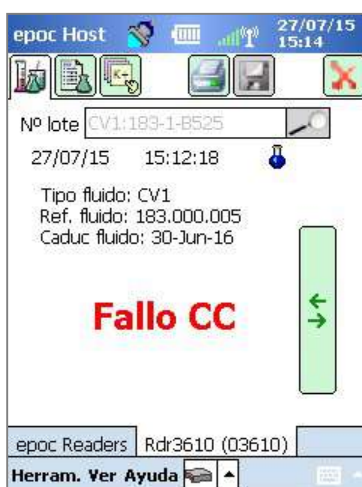 epoc Host 27/07/15
15:14
K+
Nº lote CV1:183-1-B525
27/07/15 15:12:18
Tipo fluido: CV1
Ref. fluido: 183.000.005
Caduc fluido: 30-Jun-16
Fallo CC
epoc Readers Rdr3610 (03610)
Herram. Ver Ayuda